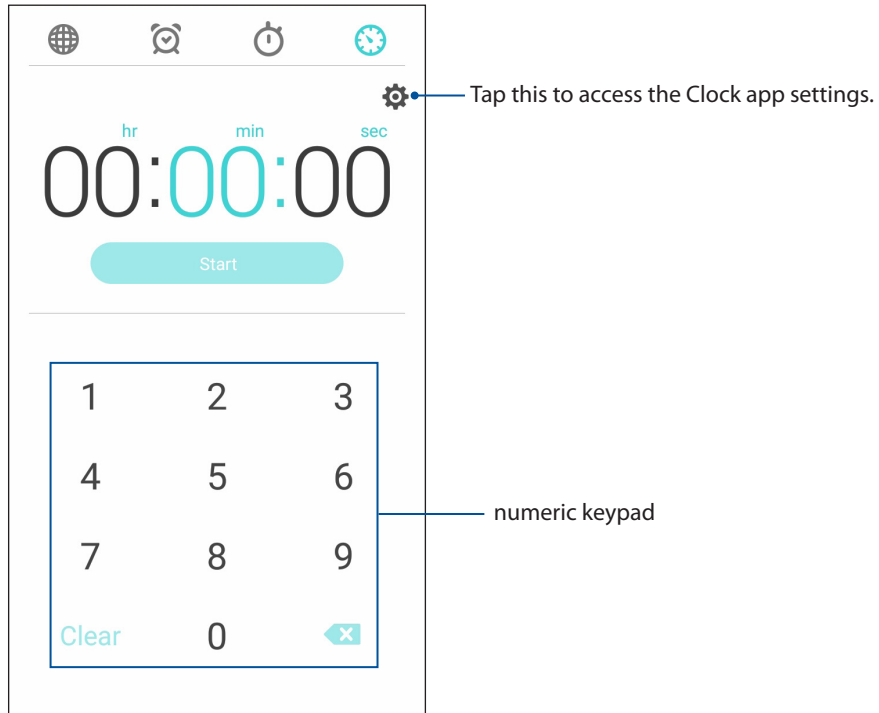 Tap this to access the Clock app settings.
hr min sec
00:00:00
Start
1 2 3
4 5 6
numeric keypad
7 8 9
Clear 0